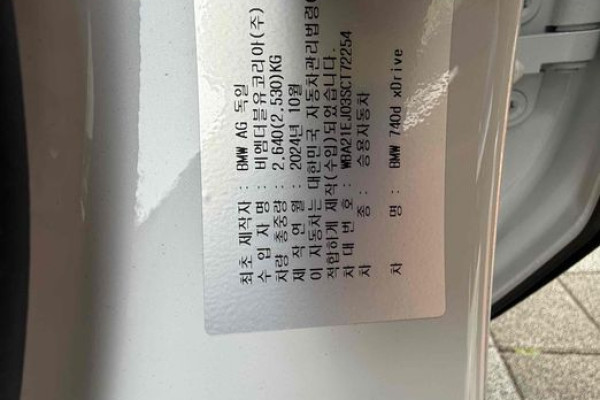 최초 제작자 : BMW AG 독일
수 입 자 명 : 비엠더블유코리아(주)
차량 총중량 : 2,640(2,530)KG
제 작 연 월 : 2024년 10월
이 자동차는 대한민국 자동차관리법령에
적합하게 제작(수입)되었습니다.
차 대 번 호 : WBA21EJ03SCT72254
차 종 : 승용자동차
차 명 : BMW 740d xDrive